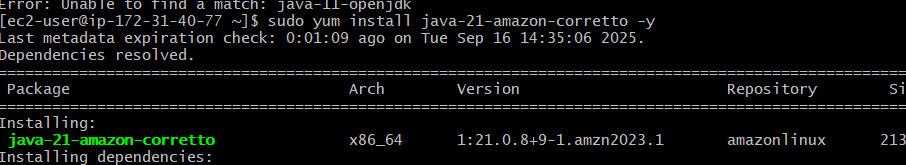 Error: Unable to find a match: java-11-openjdk
[ec2-user@ip-172-31-40-77 ~]$ sudo yum install java-21-amazon-corretto -y
Last metadata expiration check: 0:01:09 ago on Tue Sep 16 14:35:06 2025.
Dependencies resolved.
Package Arch Version Repository Si
Installing:
java-21-amazon-corretto x86_64 1:21.0.8+9-1.amzn2023.1 amazonlinux 213
Installing dependencies: